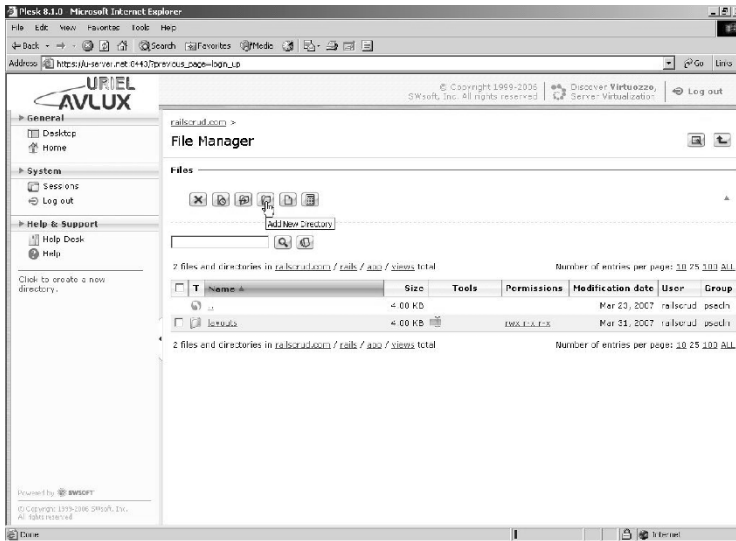 Plesk 8.1.0 Microsoft Internet Explorer
File Edit View Favorites Tools Help
Back Search Favorites Media
Address https://u-server.net:8443/?previous_page=login_up Go Links
URIEL
AVLUX
© Copyright 1999-2006
SWsoft, Inc. All rights reserved
Discover Virtuozzo,
Server Virtualization
Log out
General
Desktop
Home
System
Sessions
Log out
Help & Support
Help Desk
Help
Click to create a new
directory.
railscrud.com >
File Manager
Files
Add New Directory
2 files and directories in railscrud.com / rails / app / views total Number of entries per page: 10 25 100 ALL
T Name Size Tools Permissions Modification date User Group
.. 4.00 KB Mar 23, 2007 railscrud psacln
layouts 4.00 KB rwx r-x r-x Mar 31, 2007 railscrud psacln
2 files and directories in railscrud.com / rails / app / views total Number of entries per page: 10 25 100 ALL
Powered by SWSOFT
© Copyright 1999-2006 SWsoft, Inc.
All rights reserved
Done Internet